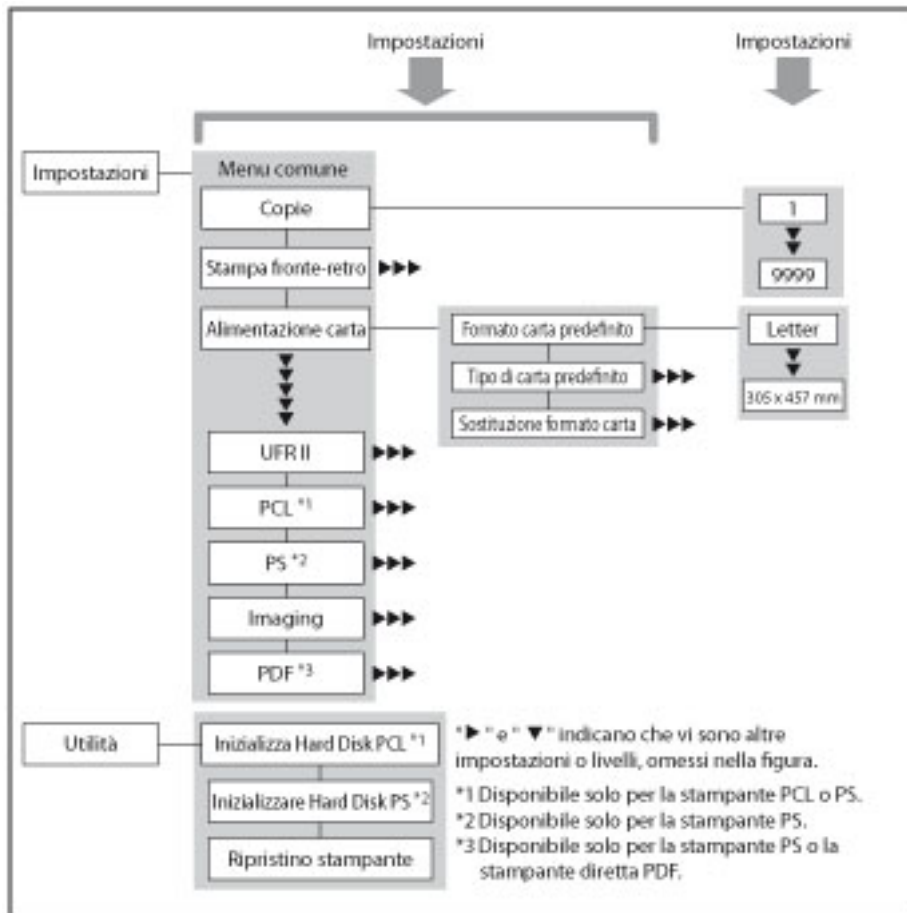 Impostazioni
Impostazioni
Impostazioni
Menu comune
Copie
1
9999
Stampa fronte-retro ▶▶▶
Alimentazione carta
Formato carta predefinito
Letter
305 x 457 mm
Tipo di carta predefinito ▶▶▶
Sostituzione formato carta ▶▶▶
UFR II ▶▶▶
PCL *1 ▶▶▶
PS *2 ▶▶▶
Imaging ▶▶▶
PDF *3 ▶▶▶
Utilità
Inizializza Hard Disk PCL *1
Inizializzare Hard Disk PS *2
Ripristino stampante
"▶" e "▼" indicano che vi sono altre
impostazioni o livelli, omessi nella figura.
*1 Disponibile solo per la stampante PCL o PS.
*2 Disponibile solo per la stampante PS.
*3 Disponibile solo per la stampante PS o la
stampante diretta PDF.